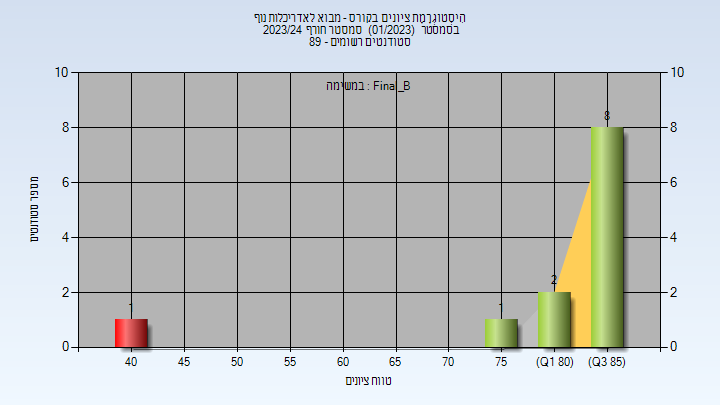 היסטוגרמת ציונים בקורס - מבוא לאדריכלות נוף
בסמסטר (01/2023) סמסטר חורף 2023/24
סטודנטים רשומים - 89
במשימה : Final_B
10 10
8 8
6 6
4 4
2 2
0 0
1 1 2 8
מספר סטודנטים
40 45 50 55 60 65 70 75 (Q1 80) (Q3 85)
טווח ציונים